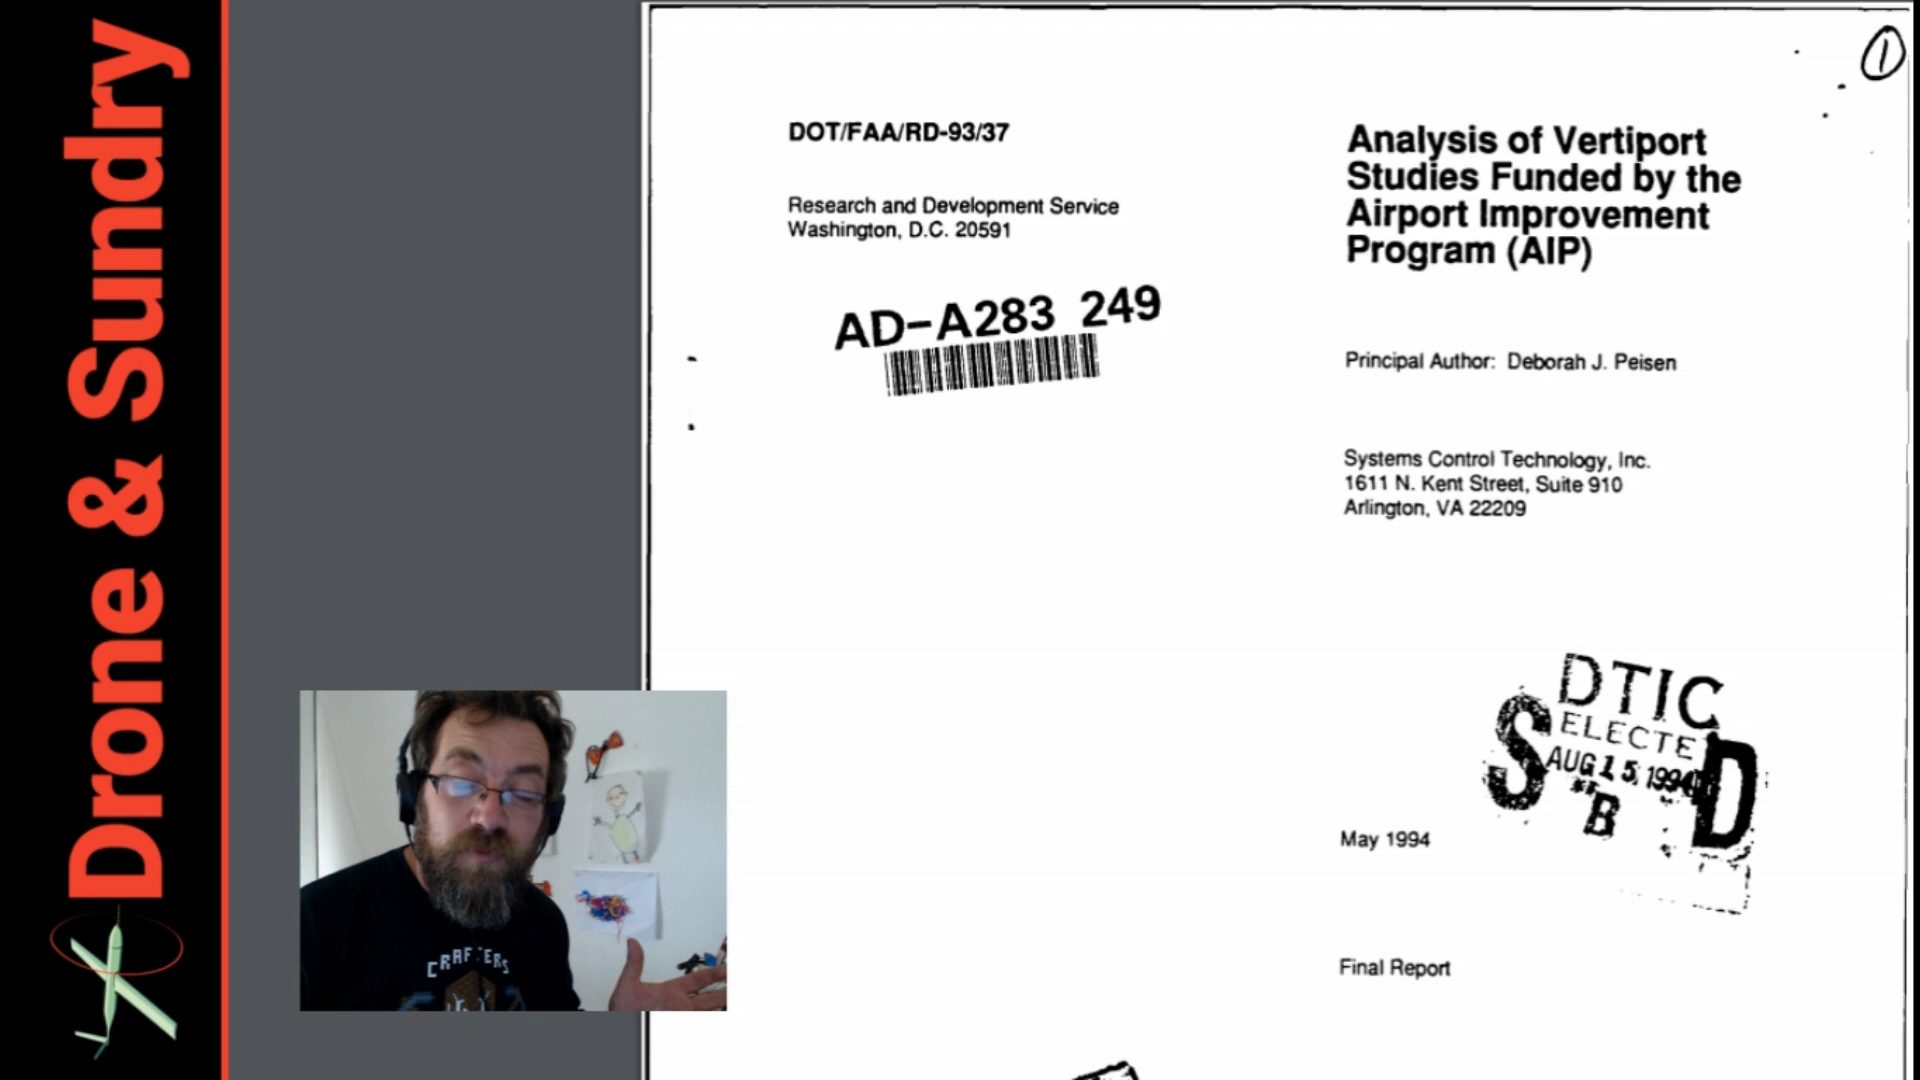 Drone & Sundry
1
DOT/FAA/RD-93/37
Research and Development Service
Washington, D.C. 20591
AD-A283 249
Analysis of Vertiport
Studies Funded by the
Airport Improvement
Program (AIP)
Principal Author: Deborah J. Peisen
Systems Control Technology, Inc.
1611 N. Kent Street, Suite 910
Arlington, VA 22209
DTIC
ELECTE
AUG 15 1994
S B D
May 1994
Final Report
CRAFTERS